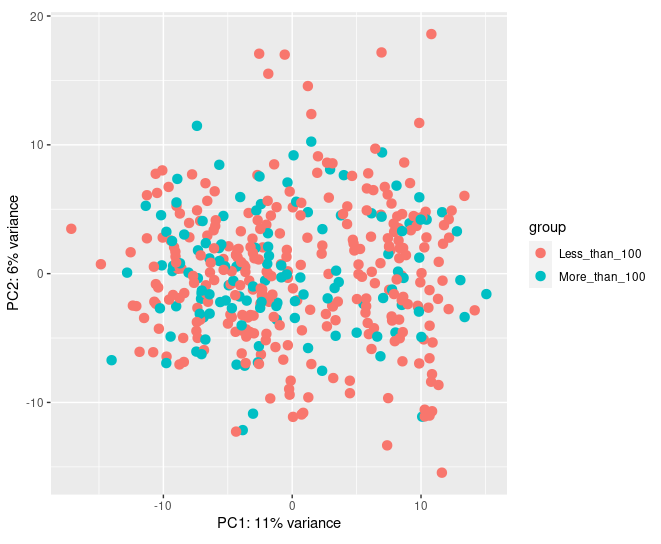 20
10
0
-10
-10
0
10
PC1: 11% variance
PC2: 6% variance
group
Less_than_100
More_than_100